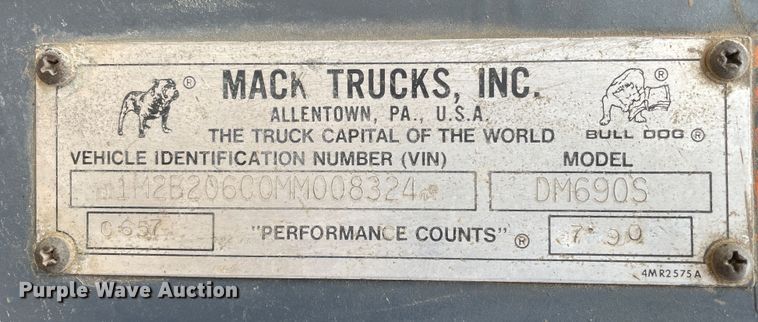 ® MACK TRUCKS, INC. ®
ALLENTOWN, PA., U.S.A.
THE TRUCK CAPITAL OF THE WORLD BULL DOG ®
VEHICLE IDENTIFICATION NUMBER (VIN) MODEL
1M2B206C0MM008324 DM690S
0657 "PERFORMANCE COUNTS" ® 7 90
4MR2575A
Purple Wave Auction